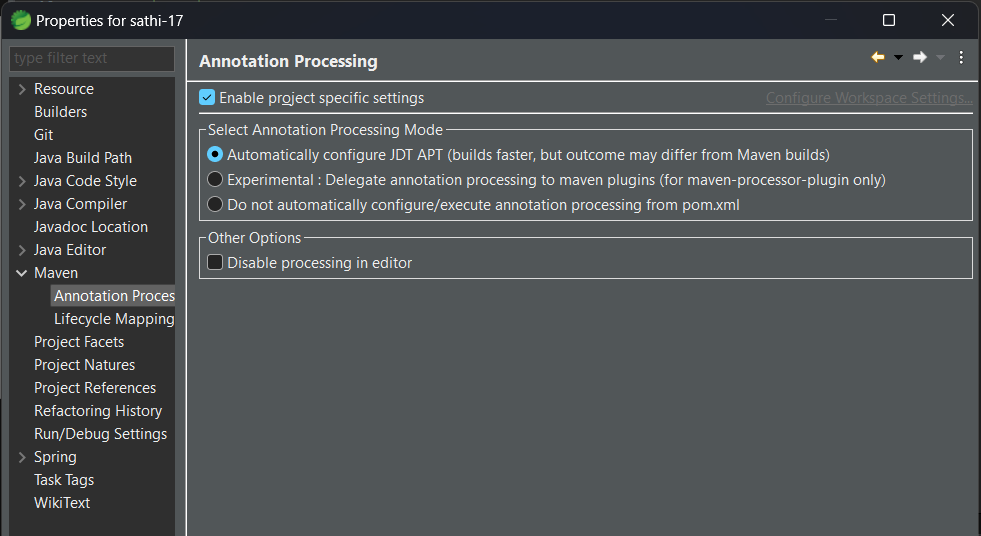 Properties for sathi-17
type filter text
Resource
Builders
Git
Java Build Path
Java Code Style
Java Compiler
Javadoc Location
Java Editor
Maven
Annotation Proces
Lifecycle Mapping
Project Facets
Project Natures
Project References
Refactoring History
Run/Debug Settings
Spring
Task Tags
WikiText
Annotation Processing
Enable project specific settings
Configure Workspace Settings...
Select Annotation Processing Mode
Automatically configure JDT APT (builds faster, but outcome may differ from Maven builds)
Experimental : Delegate annotation processing to maven plugins (for maven-processor-plugin only)
Do not automatically configure/execute annotation processing from pom.xml
Other Options
Disable processing in editor